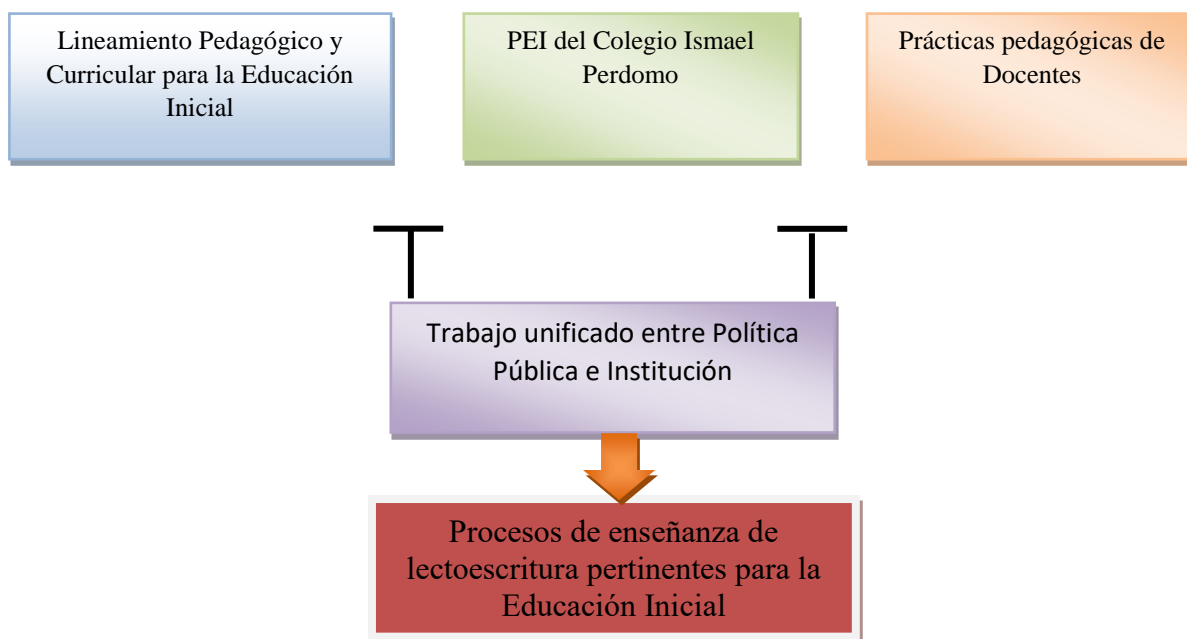 Lineamiento Pedagógico y
Curricular para la Educación
Inicial
PEI del Colegio Ismael
Perdomo
Prácticas pedagógicas de
Docentes
Trabajo unificado entre Política
Pública e Institución
Procesos de enseñanza de
lectoescritura pertinentes para la
Educación Inicial